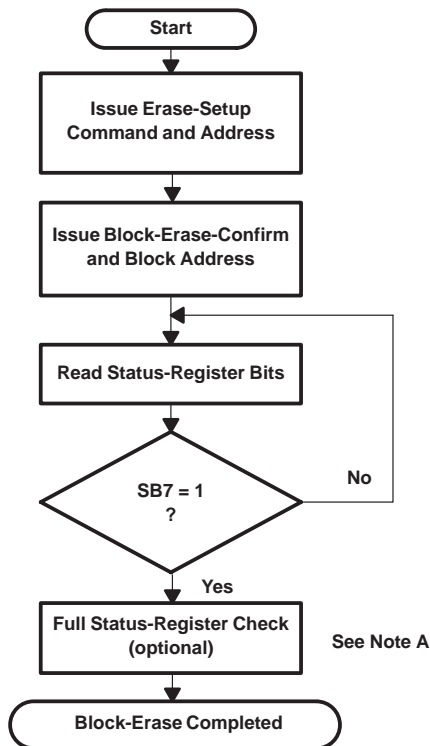 Start
Issue Erase-Setup
Command and Address
Issue Block-Erase-Confirm
and Block Address
Read Status-Register Bits
SB7 = 1
?
No
Yes
Full Status-Register Check
(optional)
See Note A
Block-Erase Completed